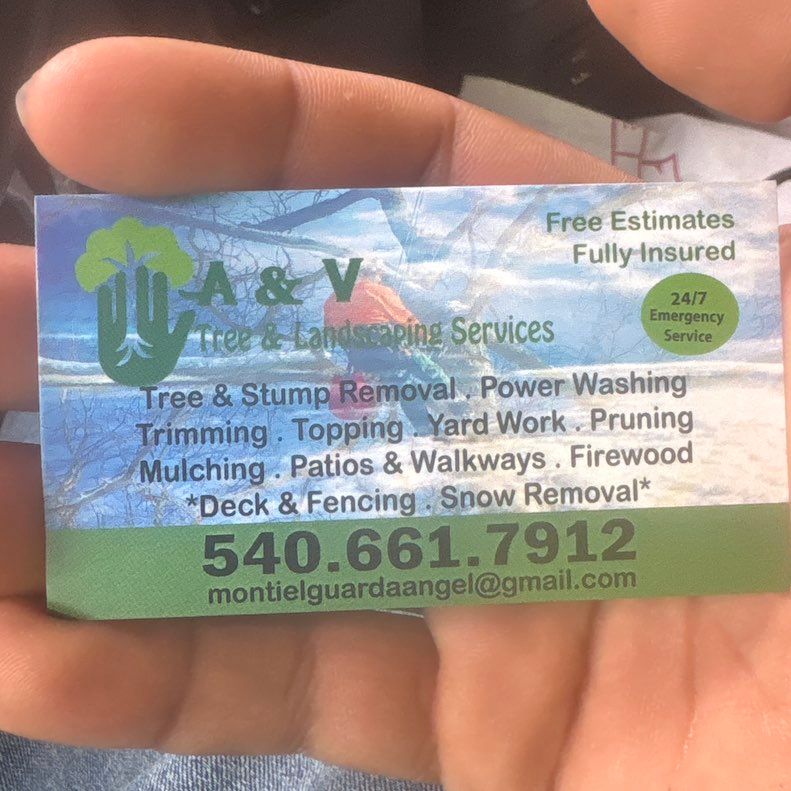 Free Estimates
Fully Insured
A & V
Tree & Landscaping Services
24/7
Emergency
Service
Tree & Stump Removal . Power Washing
Trimming . Topping . Yard Work . Pruning
Mulching . Patios & Walkways . Firewood
*Deck & Fencing . Snow Removal*
540.661.7912
montielguardaangel@gmail.com